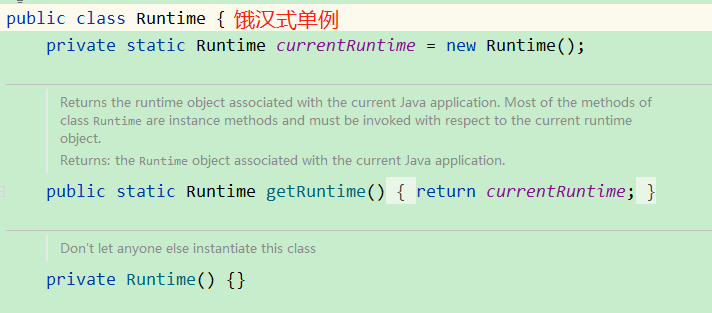 public class Runtime { 饿汉式单例
private static Runtime currentRuntime = new Runtime();
Returns the runtime object associated with the current Java application. Most of the methods of
class Runtime are instance methods and must be invoked with respect to the current runtime
object.
Returns: the Runtime object associated with the current Java application.
public static Runtime getRuntime() { return currentRuntime; }
Don't let anyone else instantiate this class
private Runtime() {}